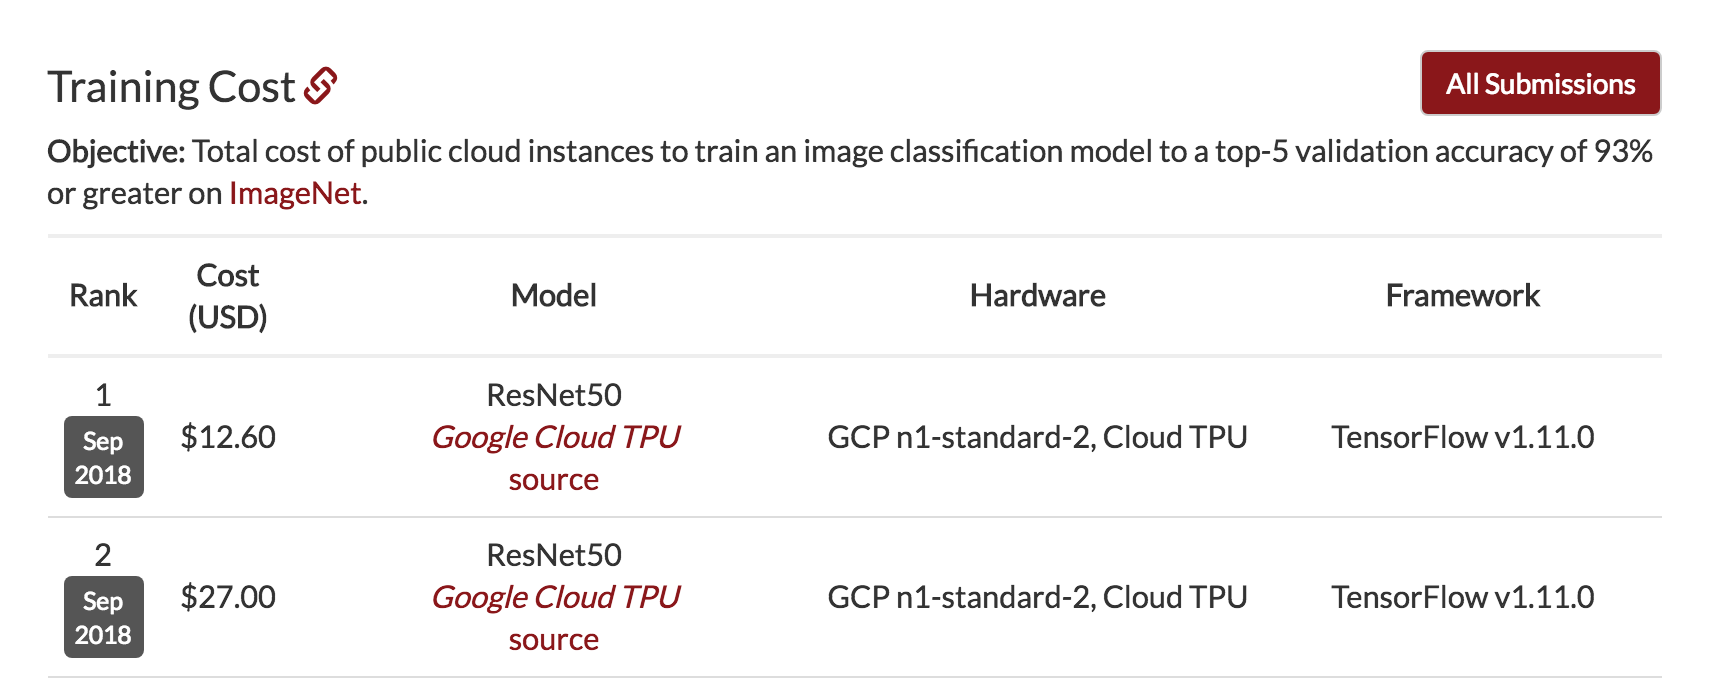 Training Cost
All Submissions
Objective: Total cost of public cloud instances to train an image classification model to a top-5 validation accuracy of 93%
or greater on ImageNet.
Rank
Cost
(USD)
Model
Hardware
Framework
1
Sep
2018
$12.60
ResNet50
Google Cloud TPU
source
GCP n1-standard-2, Cloud TPU
TensorFlow v1.11.0
2
Sep
2018
$27.00
ResNet50
Google Cloud TPU
source
GCP n1-standard-2, Cloud TPU
TensorFlow v1.11.0